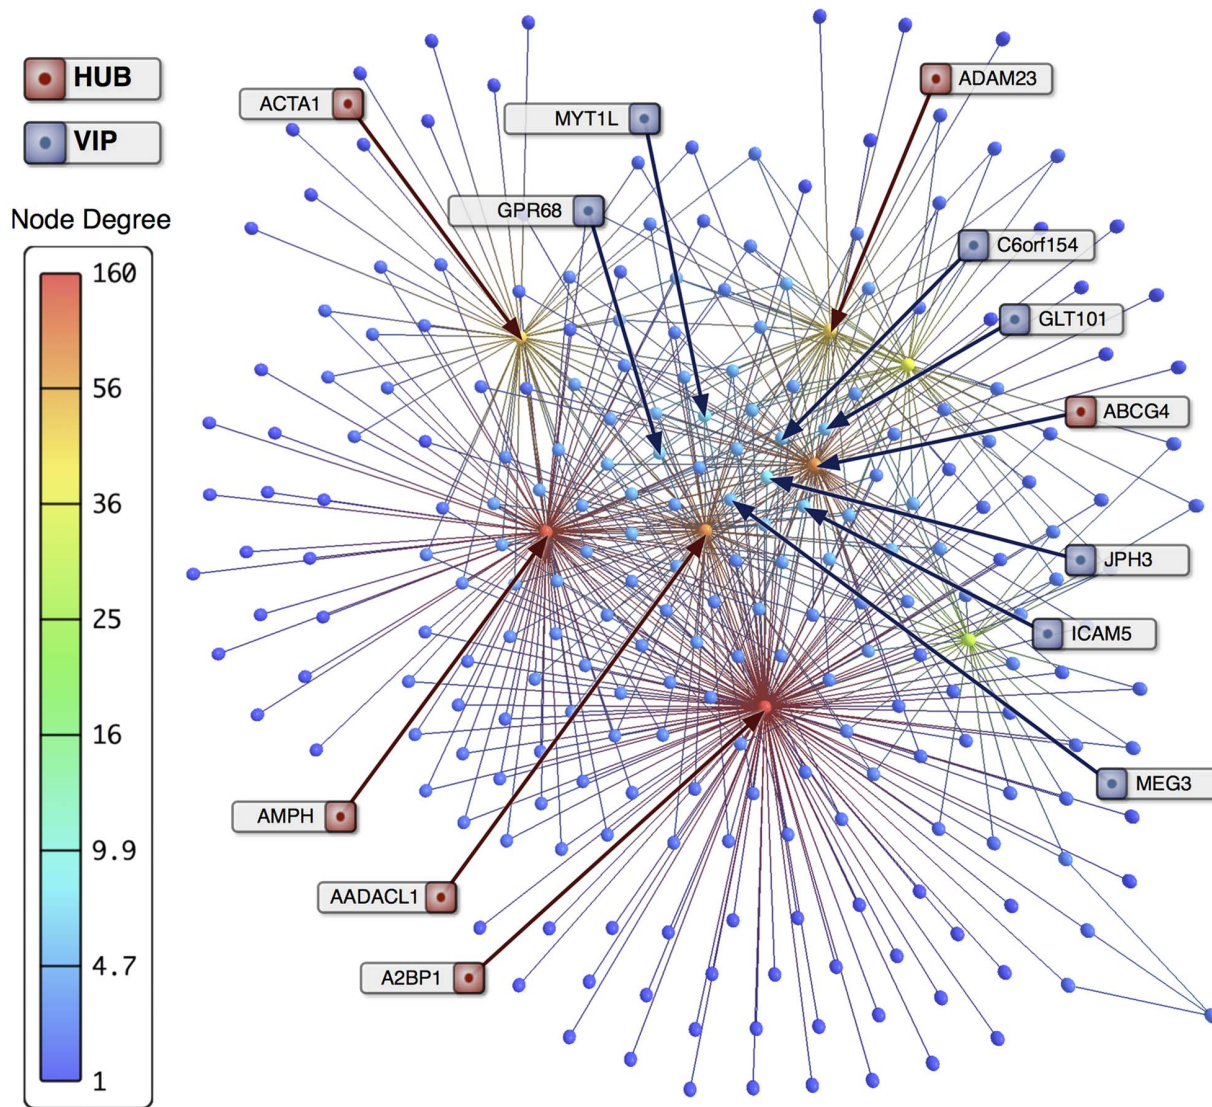 HUB
VIP
Node Degree
160
56
36
25
16
9.9
4.7
1
ACTA1
MYT1L
ADAM23
GPR68
C6orf154
GLT101
ABCG4
JPH3
ICAM5
MEG3
AMPH
AADACL1
A2BP1